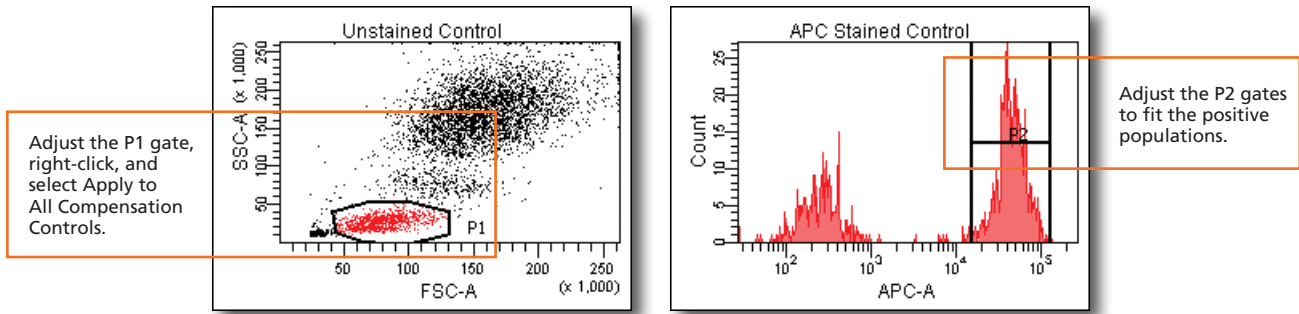 Adjust the P1 gate,
right-click, and
select Apply to
All Compensation
Controls.
Unstained Control
SSC-A (x 1,000)
250
200
150
100
50
P1
50 100 150 200 250
FSC-A (x 1,000)
APC Stained Control
Count
25
20
15
10
5
0
P2
10² 10³ 10⁴ 10⁵
APC-A
Adjust the P2 gates
to fit the positive
populations.